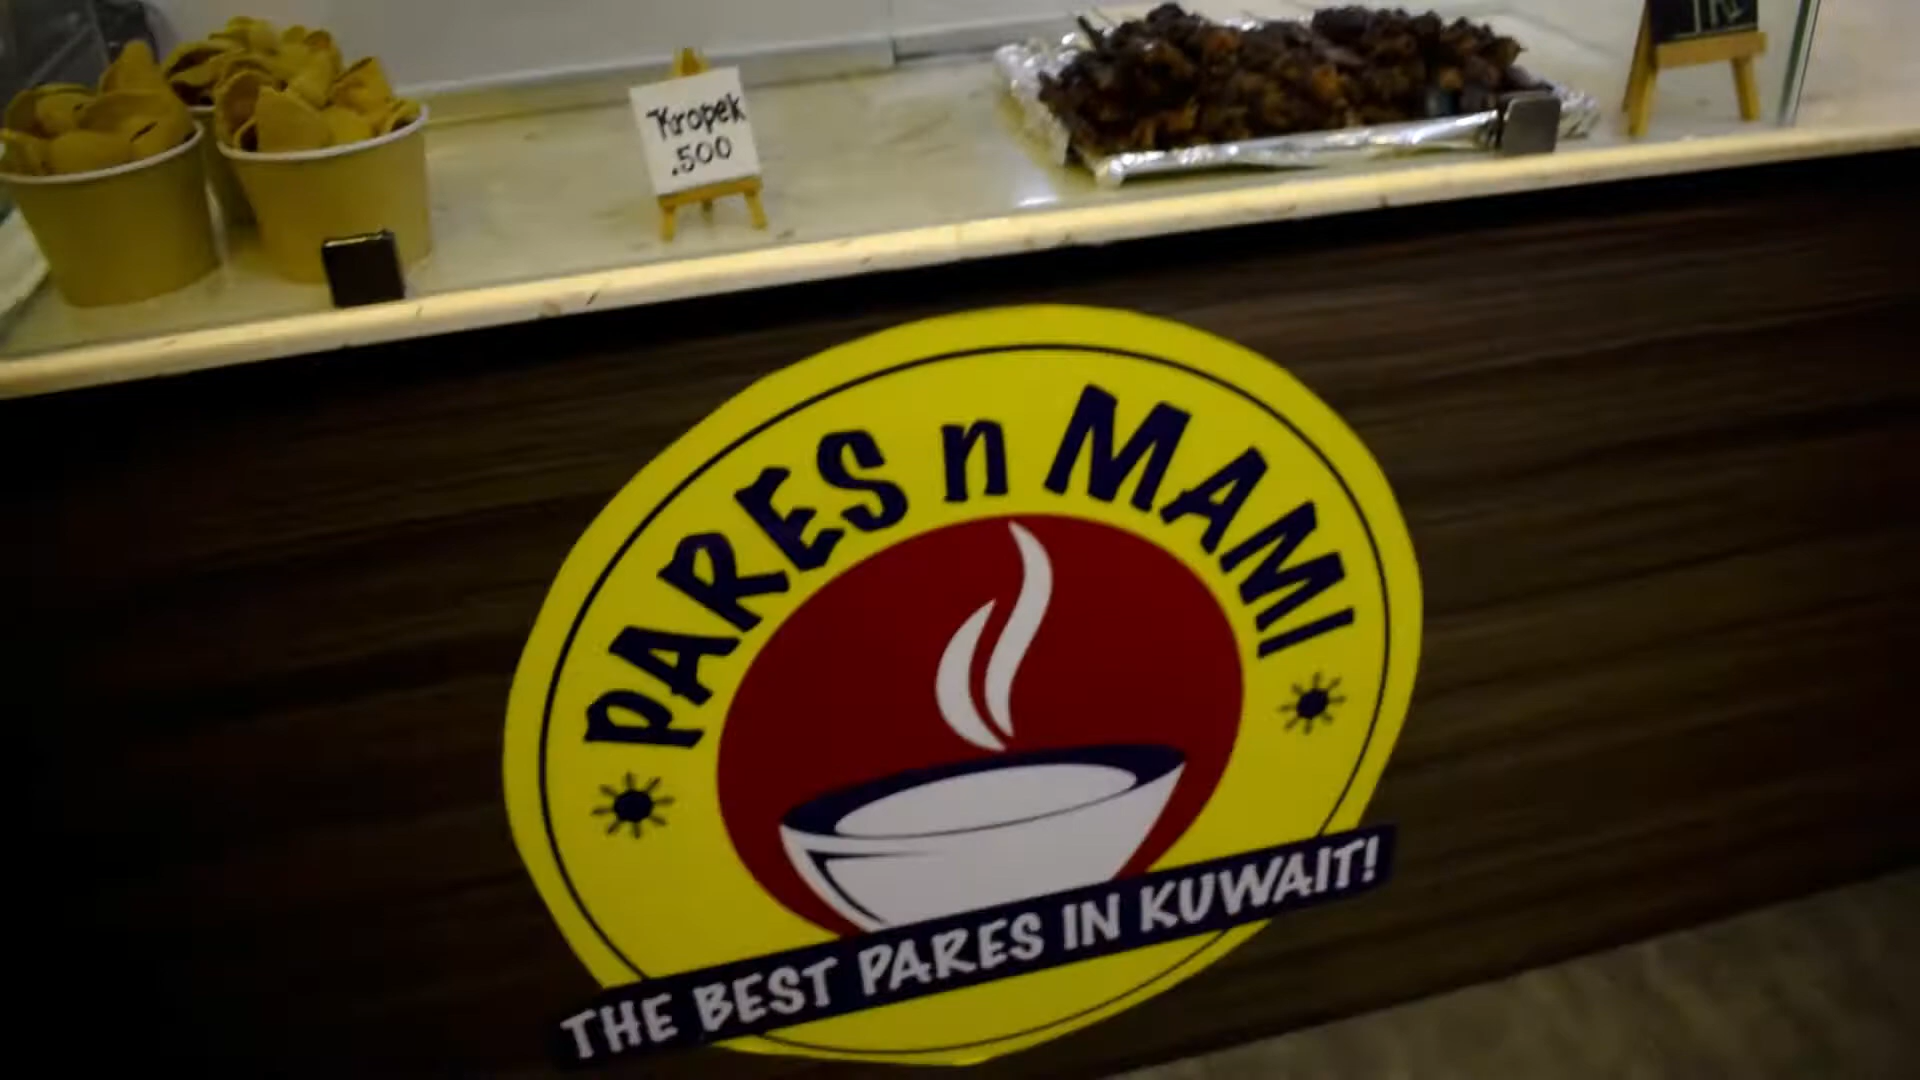 Kropek
.500
PARES n MAMI
THE BEST PARES IN KUWAIT!